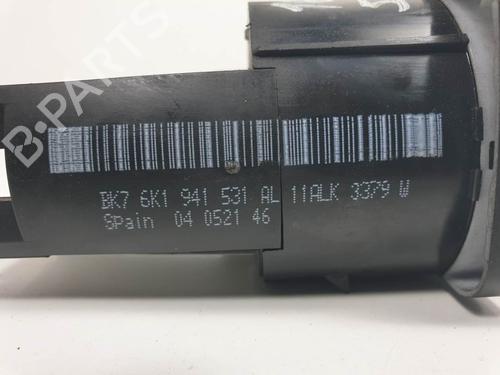 B-PARTS
BK7 6K1 941 531 AL 11ALK 3379 W
Spain 04 0521 46